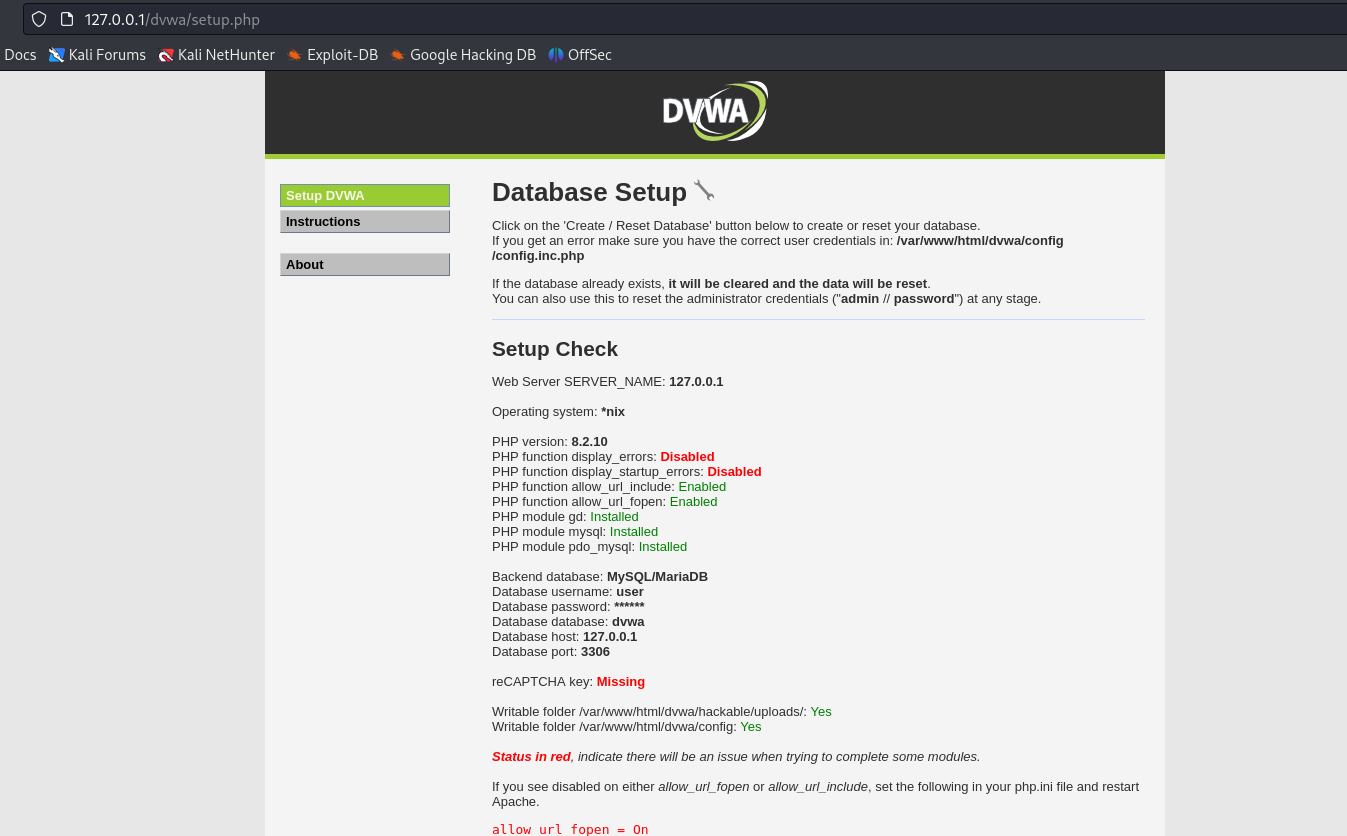 127.0.0.1/dvwa/setup.php
Docs Kali Forums Kali NetHunter Exploit-DB Google Hacking DB OffSec
DVWA
Setup DVWA
Instructions
About
Database Setup
Click on the 'Create / Reset Database' button below to create or reset your database.
If you get an error make sure you have the correct user credentials in: /var/www/html/dvwa/config
/config.inc.php
If the database already exists, it will be cleared and the data will be reset.
You can also use this to reset the administrator credentials ("admin // password") at any stage.
Setup Check
Web Server SERVER_NAME: 127.0.0.1
Operating system: *nix
PHP version: 8.2.10
PHP function display_errors: Disabled
PHP function display_startup_errors: Disabled
PHP function allow_url_include: Enabled
PHP function allow_url_fopen: Enabled
PHP module gd: Installed
PHP module mysql: Installed
PHP module pdo_mysql: Installed
Backend database: MySQL/MariaDB
Database username: user
Database password: ******
Database database: dvwa
Database host: 127.0.0.1
Database port: 3306
reCAPTCHA key: Missing
Writable folder /var/www/html/dvwa/hackable/uploads/: Yes
Writable folder /var/www/html/dvwa/config: Yes
Status in red, indicate there will be an issue when trying to complete some modules.
If you see disabled on either allow_url_fopen or allow_url_include, set the following in your php.ini file and restart
Apache.
allow_url_fopen = On